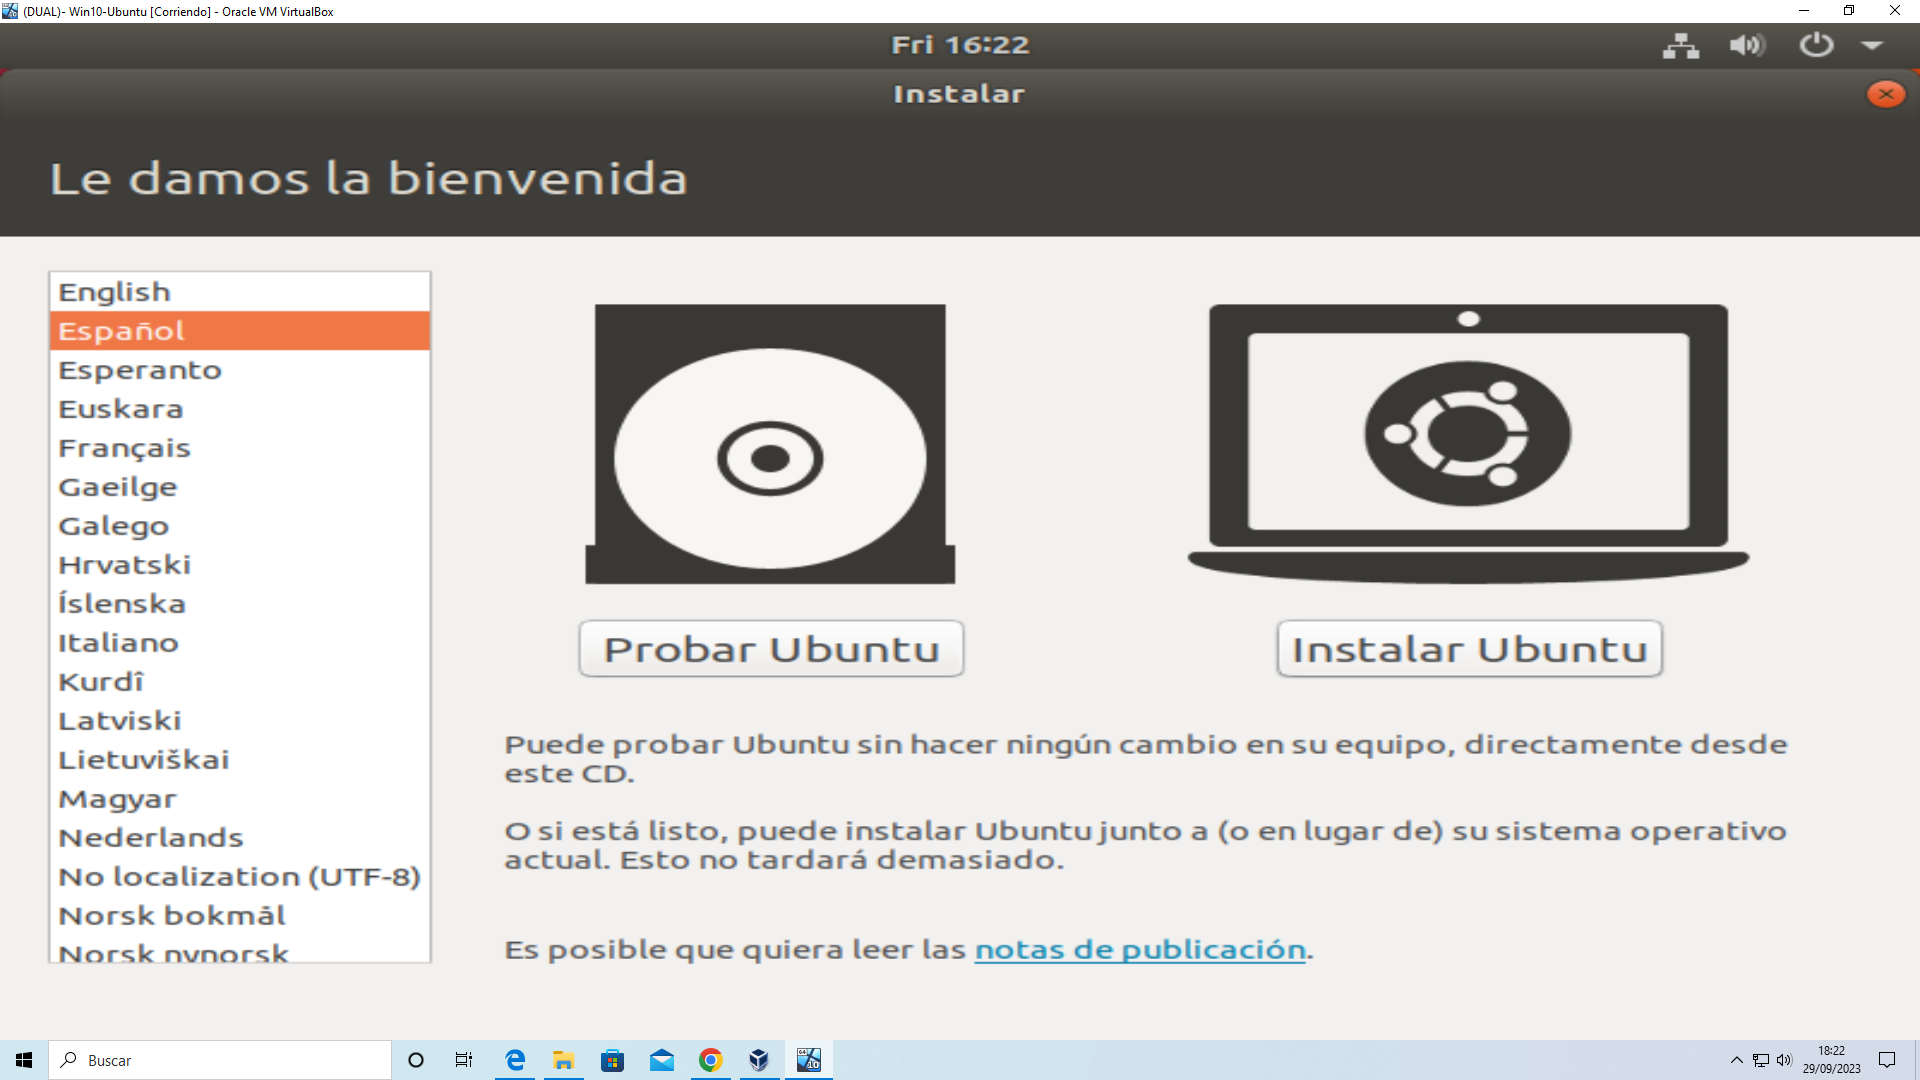 (DUAL)- Win10-Ubuntu [Corriendo] - Oracle VM VirtualBox
Fri 16:22
Instalar
Le damos la bienvenida
English
Español
Esperanto
Euskara
Français
Gaeilge
Galego
Hrvatski
Íslenska
Italiano
Kurdî
Latviski
Lietuviškai
Magyar
Nederlands
No localization (UTF-8)
Norsk bokmål
Norsk nynorsk
Probar Ubuntu
Instalar Ubuntu
Puede probar Ubuntu sin hacer ningún cambio en su equipo, directamente desde
este CD.
O si está listo, puede instalar Ubuntu junto a (o en lugar de) su sistema operativo
actual. Esto no tardará demasiado.
Es posible que quiera leer las notas de publicación.
Buscar
18:22
29/09/2023